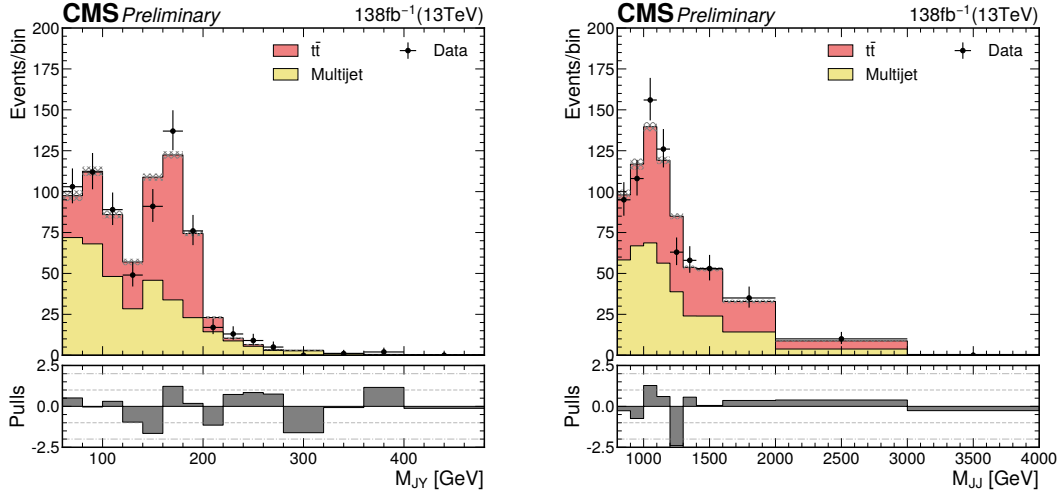 CMS Preliminary 138fb⁻¹(13TeV)
Events/bin
200
175
150
125
100
75
50
25
0
tt̄
Multijet
Data
Pulls
2.5
0.0
-2.5
100 200 300 400
M_JY [GeV]
CMS Preliminary 138fb⁻¹(13TeV)
Events/bin
200
175
150
125
100
75
50
25
0
tt̄
Multijet
Data
Pulls
2.5
0.0
-2.5
1000 1500 2000 2500 3000 3500 4000
M_JJ [GeV]